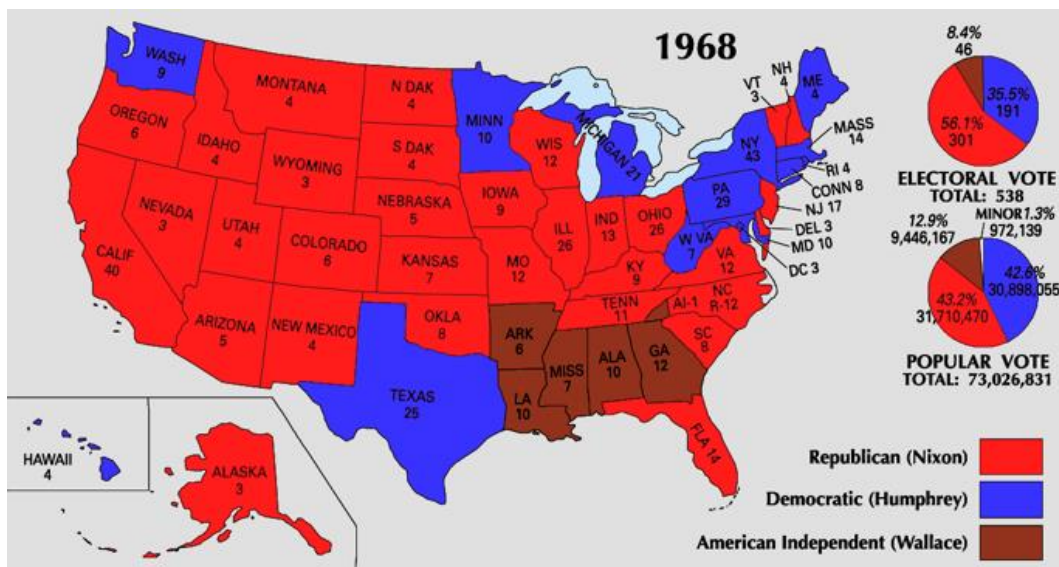 1968
WASH
9
OREGON
6
CALIF
40
NEVADA
3
IDAHO
4
MONTANA
4
WYOMING
3
UTAH
4
ARIZONA
5
COLORADO
6
NEW MEXICO
4
N DAK
4
S DAK
4
NEBRASKA
5
KANSAS
7
OKLA
8
TEXAS
25
MINN
10
IOWA
9
MO
12
ARK
6
LA
10
WIS
12
ILL
26
MICHIGAN 21
IND
13
OHIO
26
KY
9
TENN
11
MISS
7
ALA
10
GA
12
FLA 14
SC
8
AI-1
NC
R-12
VA
12
W VA
7
PA
29
NY
43
VT
3
NH
4
ME
4
MASS
14
RI 4
CONN 8
NJ 17
DEL 3
MD 10
DC 3
HAWAII
4
ALASKA
3
8.4%
46
35.5%
191
56.1%
301
ELECTORAL VOTE
TOTAL: 538
12.9%
9,446,167
MINOR 1.3%
972,139
42.6%
30,898,055
43.2%
31,710,470
POPULAR VOTE
TOTAL: 73,026,831
Republican (Nixon)
Democratic (Humphrey)
American Independent (Wallace)